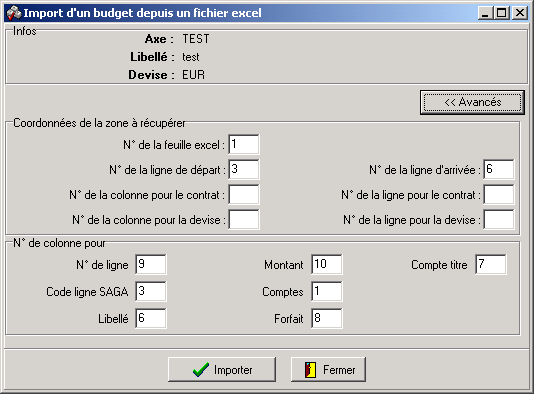 Import d'un budget depuis un fichier excel
Infos
Axe : TEST
Libellé : test
Devise : EUR
<< Avancés
Coordonnées de la zone à récupérer
N° de la feuille excel : 1
N° de la ligne de départ : 3 N° de la ligne d'arrivée : 6
N° de la colonne pour le contrat : N° de la ligne pour le contrat :
N° de la colonne pour la devise : N° de la ligne pour la devise :
N° de colonne pour
N° de ligne 9 Montant 10 Compte titre 7
Code ligne SAGA 3 Comptes 1
Libellé 6 Forfait 8
Importer Fermer